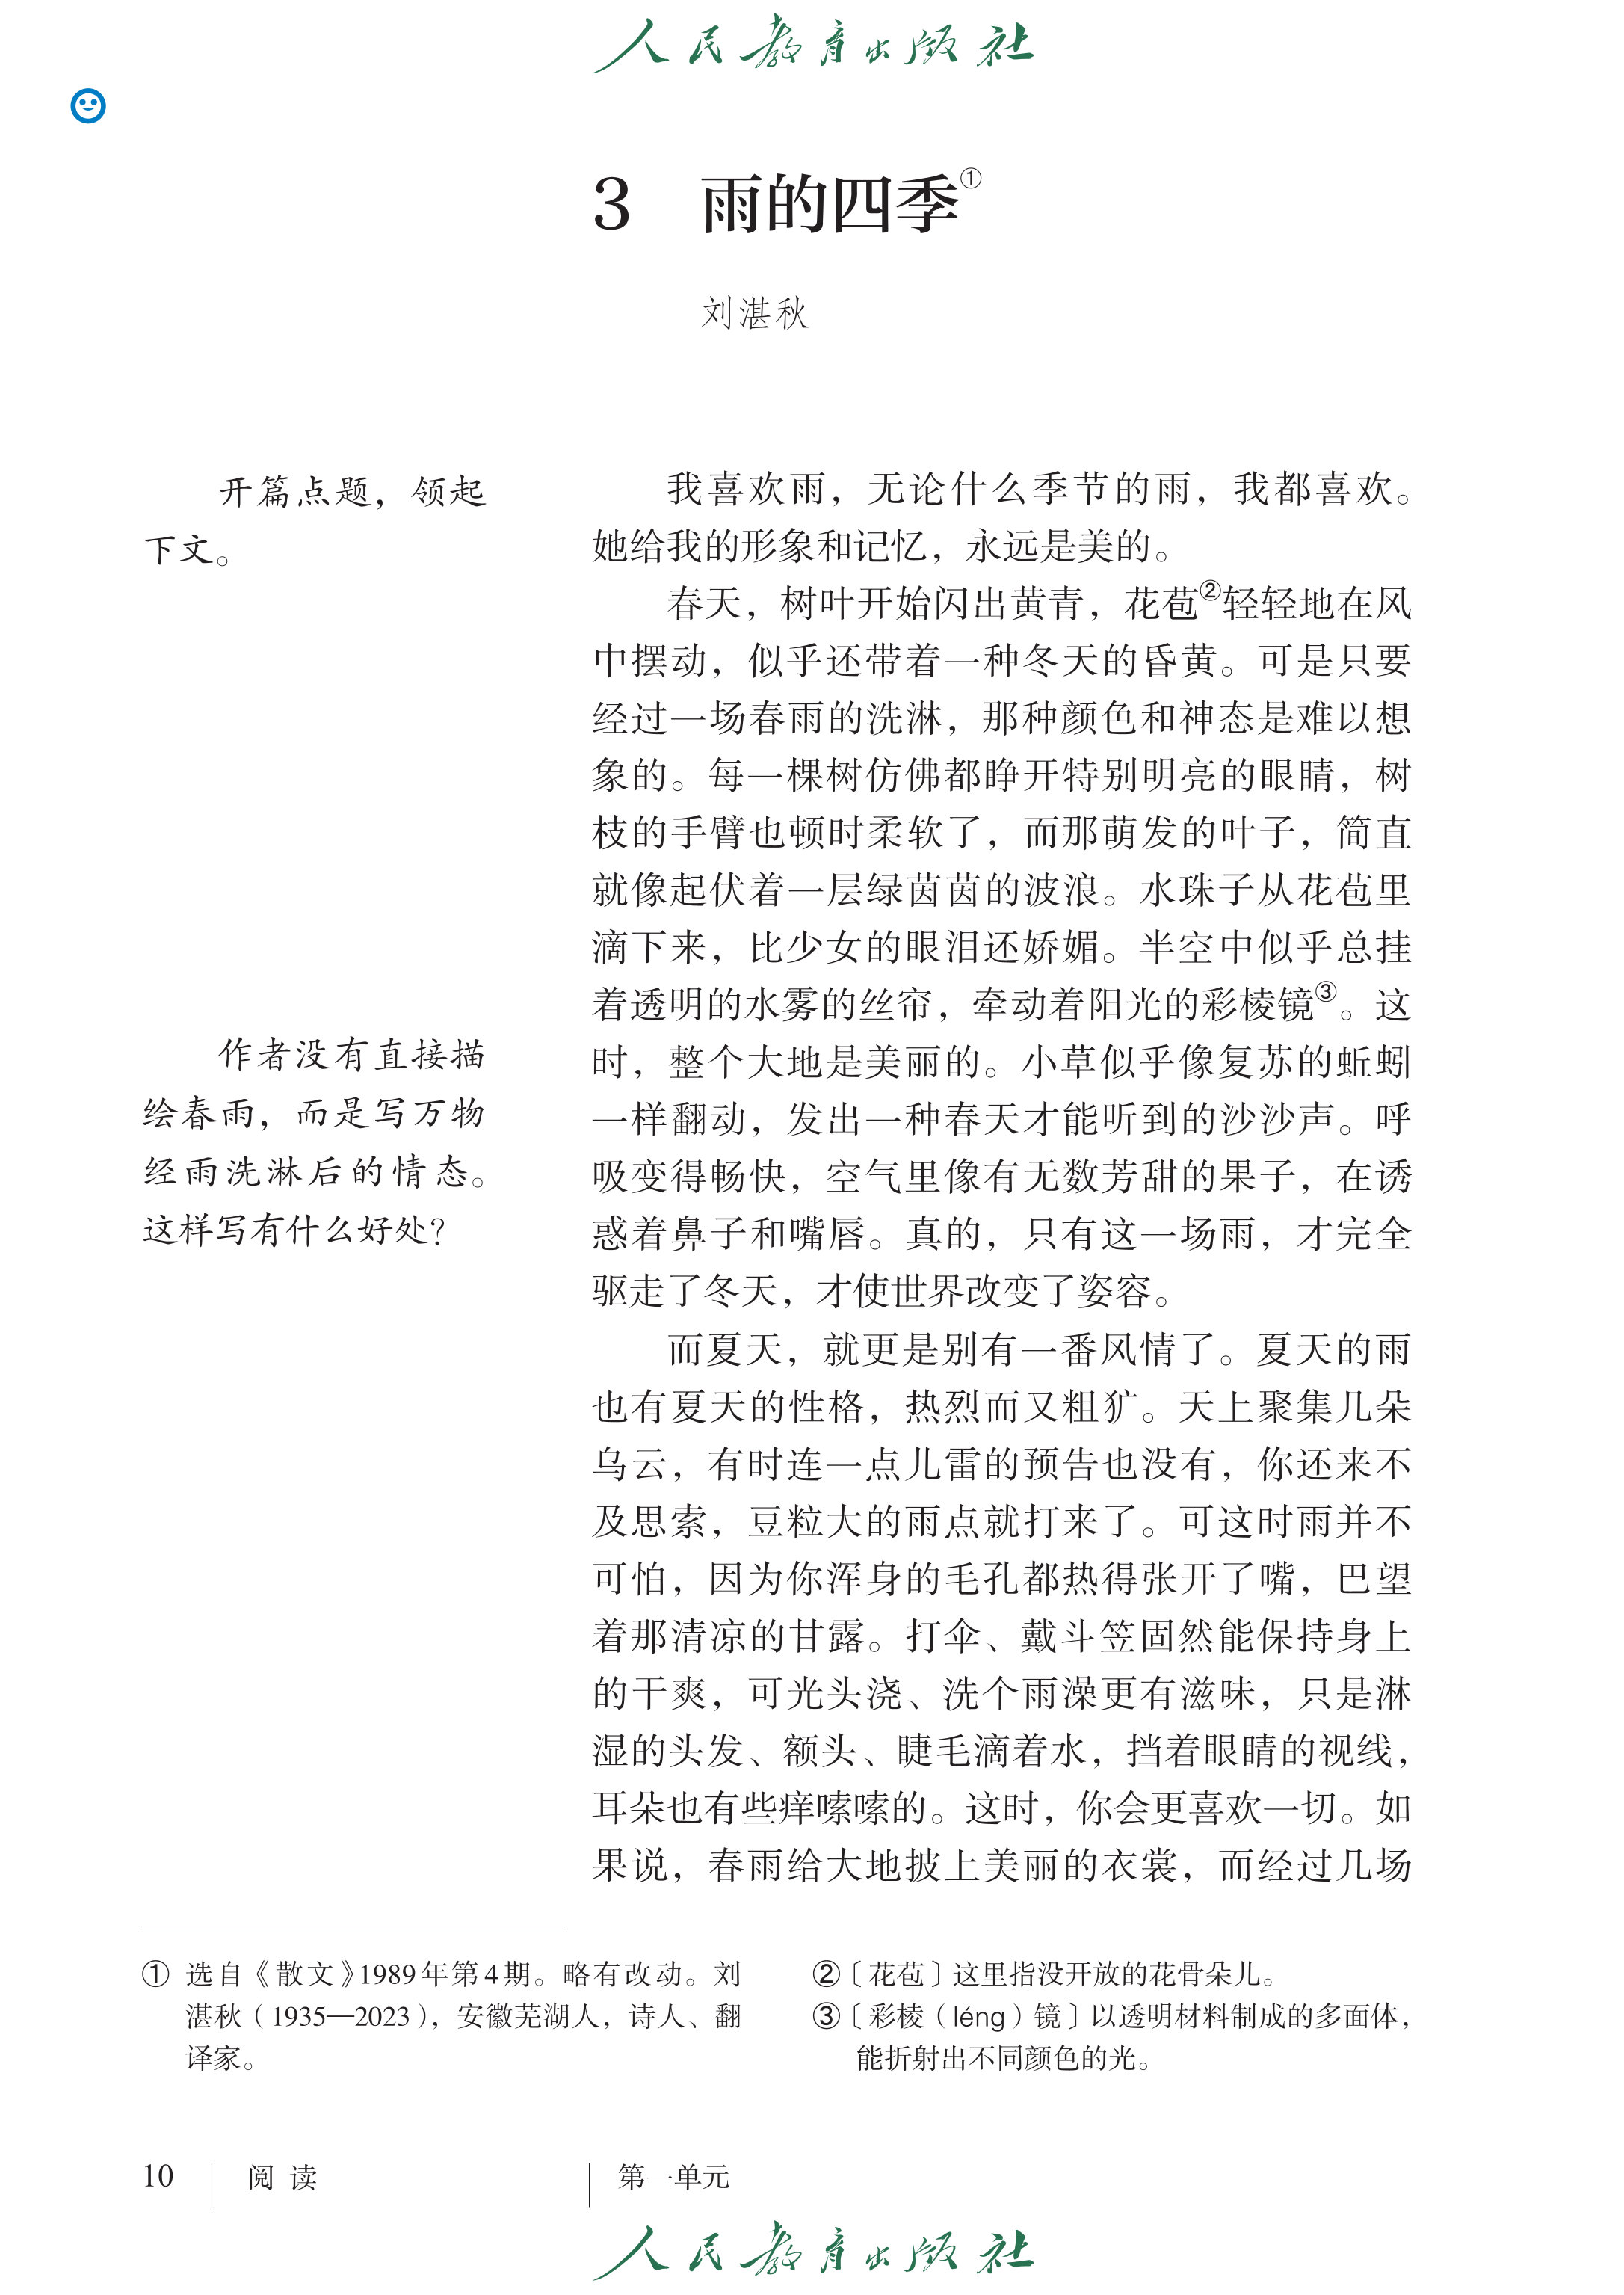 人民教育出版社
3 雨的四季①
刘湛秋
开篇点题，领起
下文。
作者没有直接描
绘春雨，而是写万物
经雨洗淋后的情态。
这样写有什么好处？
我喜欢雨，无论什么季节的雨，我都喜欢。
她给我的形象和记忆，永远是美的。
春天，树叶开始闪出黄青，花苞②轻轻地在风
中摆动，似乎还带着一种冬天的昏黄。可是只要
经过一场春雨的洗淋，那种颜色和神态是难以想
象的。每一棵树仿佛都睁开特别明亮的眼睛，树
枝的手臂也顿时柔软了，而那萌发的叶子，简直
就像起伏着一层绿茵茵的波浪。水珠子从花苞里
滴下来，比少女的眼泪还娇媚。半空中似乎总挂
着透明的水雾的丝帘，牵动着阳光的彩棱镜③。这
时，整个大地是美丽的。小草似乎像复苏的蚯蚓
一样翻动，发出一种春天才能听到的沙沙声。呼
吸变得畅快，空气里像有无数芳甜的果子，在诱
惑着鼻子和嘴唇。真的，只有这一场雨，才完全
驱走了冬天，才使世界改变了姿容。
而夏天，就更是别有一番风情了。夏天的雨
也有夏天的性格，热烈而又粗犷。天上聚集几朵
乌云，有时连一点儿雷的预告也没有，你还来不
及思索，豆粒大的雨点就打来了。可这时雨并不
可怕，因为你浑身的毛孔都热得张开了嘴，巴望
着那清凉的甘露。打伞、戴斗笠固然能保持身上
的干爽，可光头浇、洗个雨澡更有滋味，只是淋
湿的头发、额头、睫毛滴着水，挡着眼睛的视线，
耳朵也有些痒嗦嗦的。这时，你会更喜欢一切。如
果说，春雨给大地披上美丽的衣裳，而经过几场
① 选自《散文》1989年第4期。略有改动。刘
湛秋（1935—2023），安徽芜湖人，诗人、翻
译家。
②〔花苞〕这里指没开放的花骨朵儿。
③〔彩棱（léng）镜〕以透明材料制成的多面体，
能折射出不同颜色的光。
10 阅读 第一单元
人民教育出版社